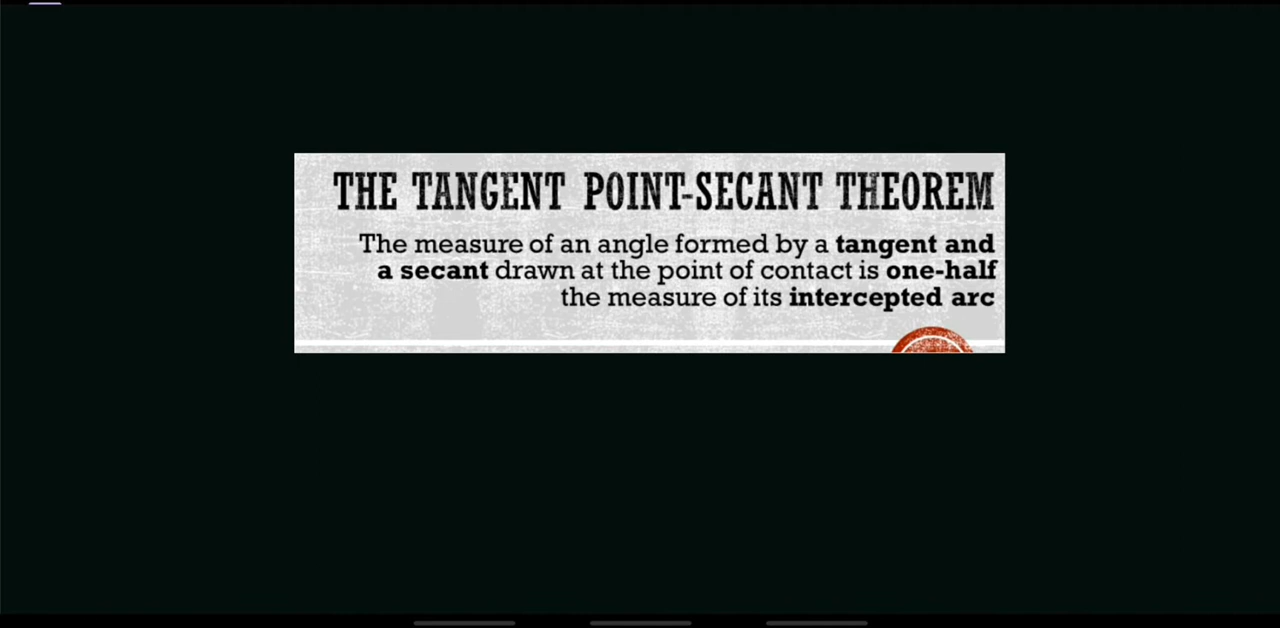 THE TANGENT POINT-SECANT THEOREM
The measure of an angle formed by a tangent and
a secant drawn at the point of contact is one-half
the measure of its intercepted arc